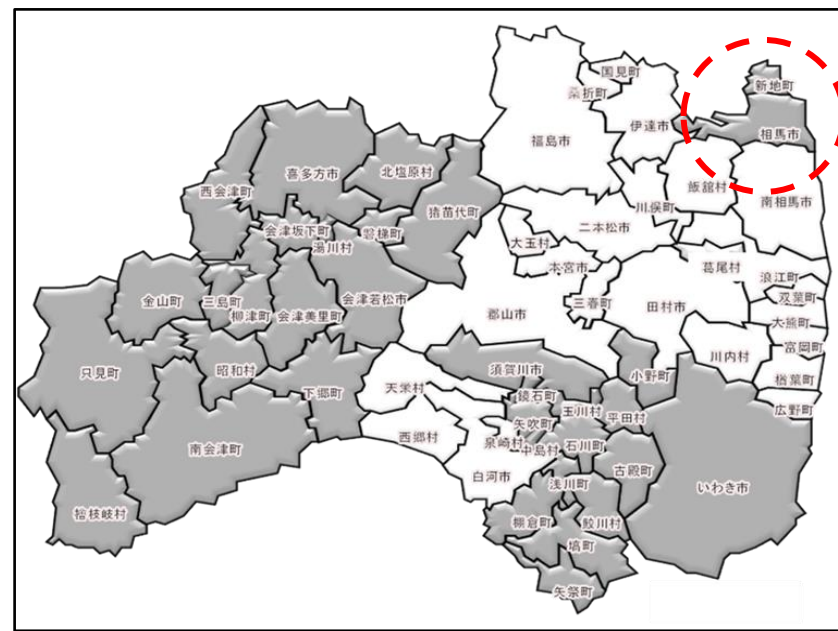 国見町
新地町
桑折町
伊達市
相馬市
福島市
喜多方市
北塩原村
西会津町
飯舘村
猪苗代町
川俣町
南相馬市
会津坂下町
磐梯町
二本松市
湯川村
大玉村
葛尾村
本宮市
浪江町
金山町
三島町
会津若松市
双葉町
柳津町
会津美里町
郡山市
三春町
田村市
大熊町
川内村
富岡町
只見町
昭和村
須賀川市
小野町
下郷町
天栄村
楢葉町
鏡石町
玉川村
広野町
矢吹町
平田村
西郷村
泉崎村
中島村
石川町
南会津町
古殿町
白河市
浅川町
いわき市
檜枝岐村
棚倉町
鮫川村
塙町
矢祭町